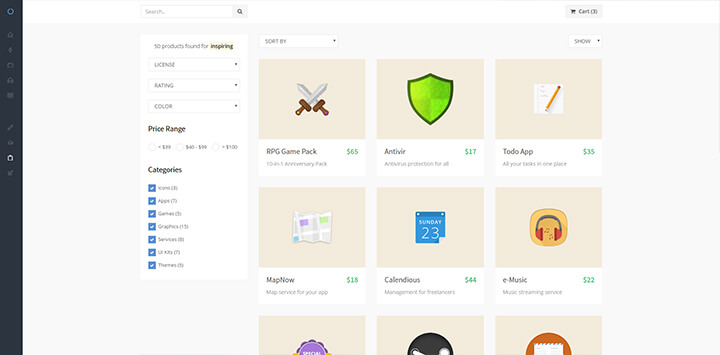 Search..
Cart (3)
50 products found for inspiring
SORT BY
SHOW
LICENSE
RATING
COLOR
Price Range
< $39
$40 - $99
> $100
Categories
Icons (3)
Apps (7)
Games (5)
Graphics (15)
Services (8)
UI Kits (7)
Themes (5)
RPG Game Pack $65
10-in-1 Anniversary Pack
Antivir $17
Antivirus protection for all
Todo App $35
All your tasks in one place
SUNDAY
23
MapNow $18
Map service for your app
Calendious $44
Management for freelancers
e-Music $22
Music streaming service
SPECIAL